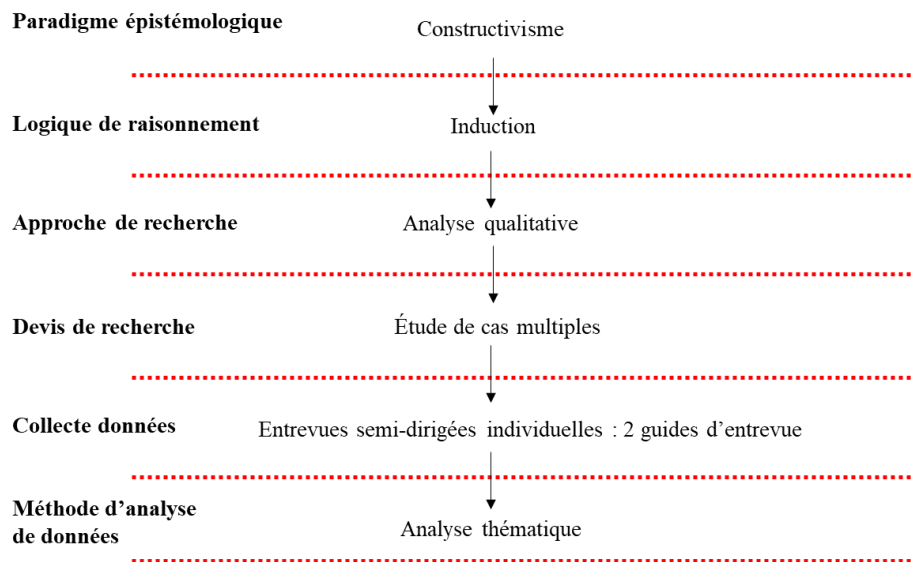 Paradigme épistémologique
Constructivisme
Logique de raisonnement
Induction
Approche de recherche
Analyse qualitative
Devis de recherche
Étude de cas multiples
Collecte données
Entrevues semi-dirigées individuelles : 2 guides d’entrevue
Méthode d’analyse
de données
Analyse thématique